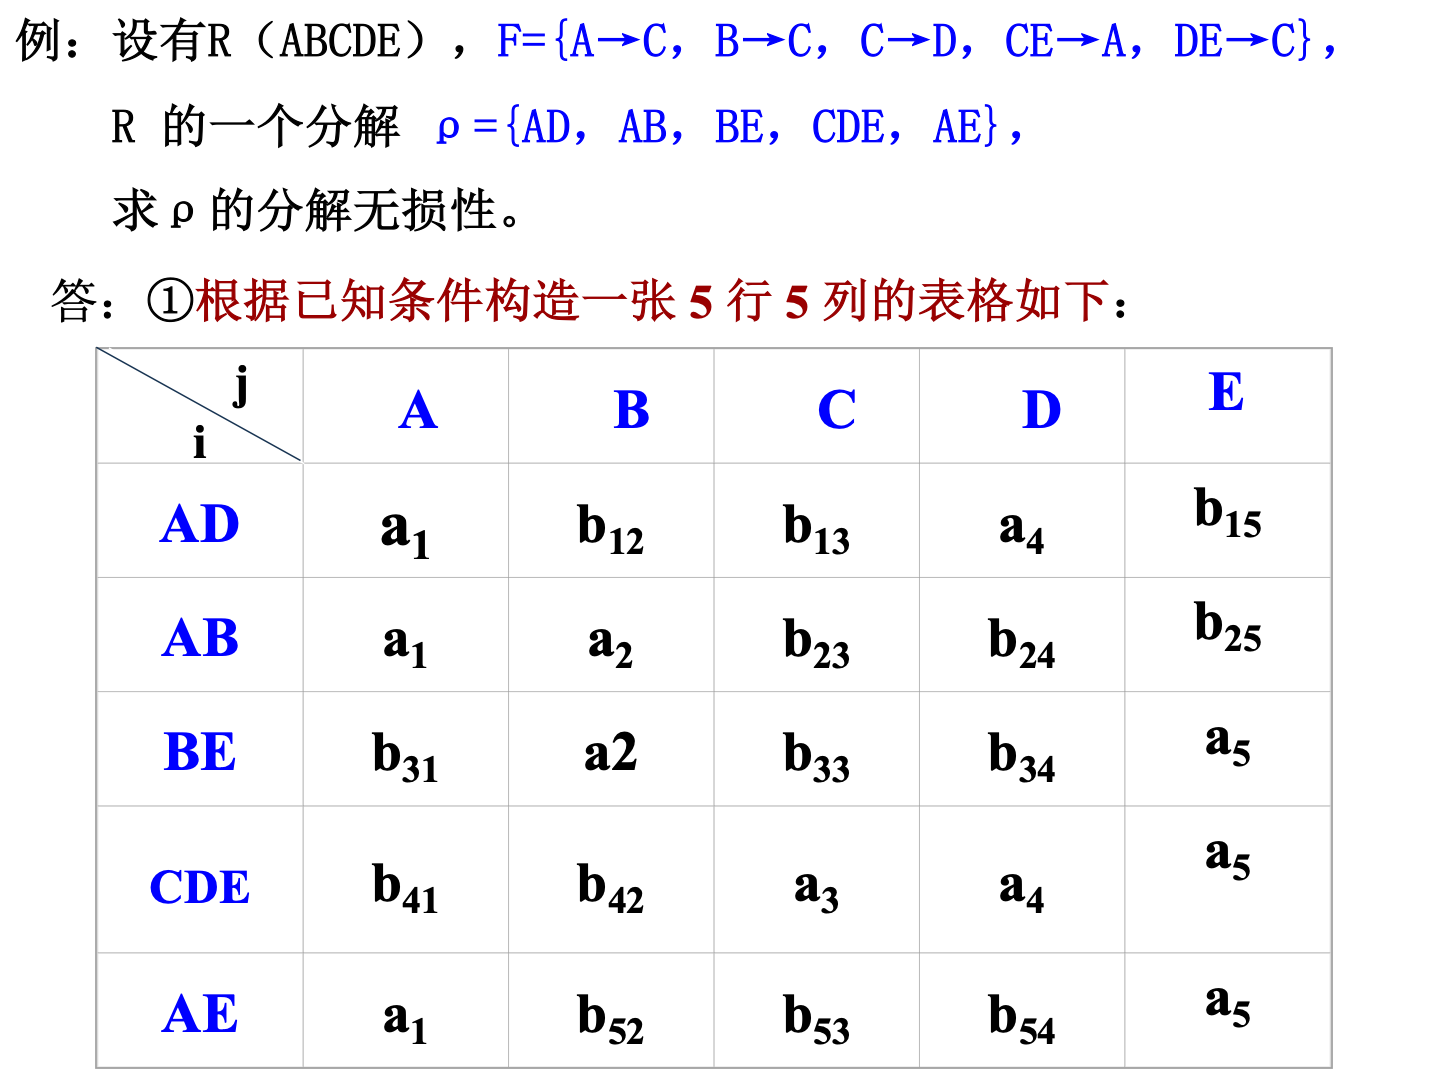 例：设有R（ABCDE），F={A→C，B→C，C→D，CE→A，DE→C}，
R 的一个分解 ρ={AD，AB，BE，CDE，AE}，
求ρ的分解无损性。
答：①根据已知条件构造一张 5 行 5 列的表格如下：
j
i
A B C D E
AD a₁ b₁₂ b₁₃ a₄ b₁₅
AB a₁ a₂ b₂₃ b₂₄ b₂₅
BE b₃₁ a2 b₃₃ b₃₄ a₅
CDE b₄₁ b₄₂ a₃ a₄ a₅
AE a₁ b₅₂ b₅₃ b₅₄ a₅